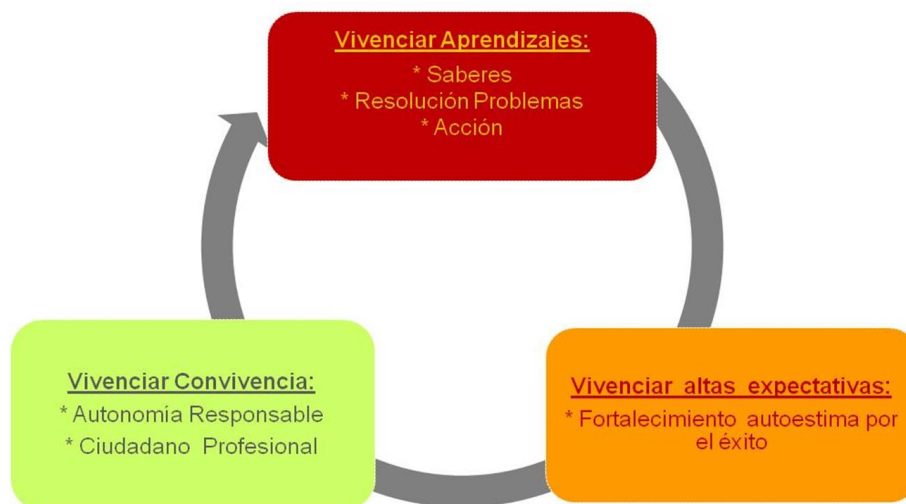 Vivenciar Aprendizajes:
* Saberes
* Resolución Problemas
* Acción
Vivenciar Convivencia:
* Autonomía Responsable
* Ciudadano Profesional
Vivenciar altas expectativas:
* Fortalecimiento autoestima por
el éxito